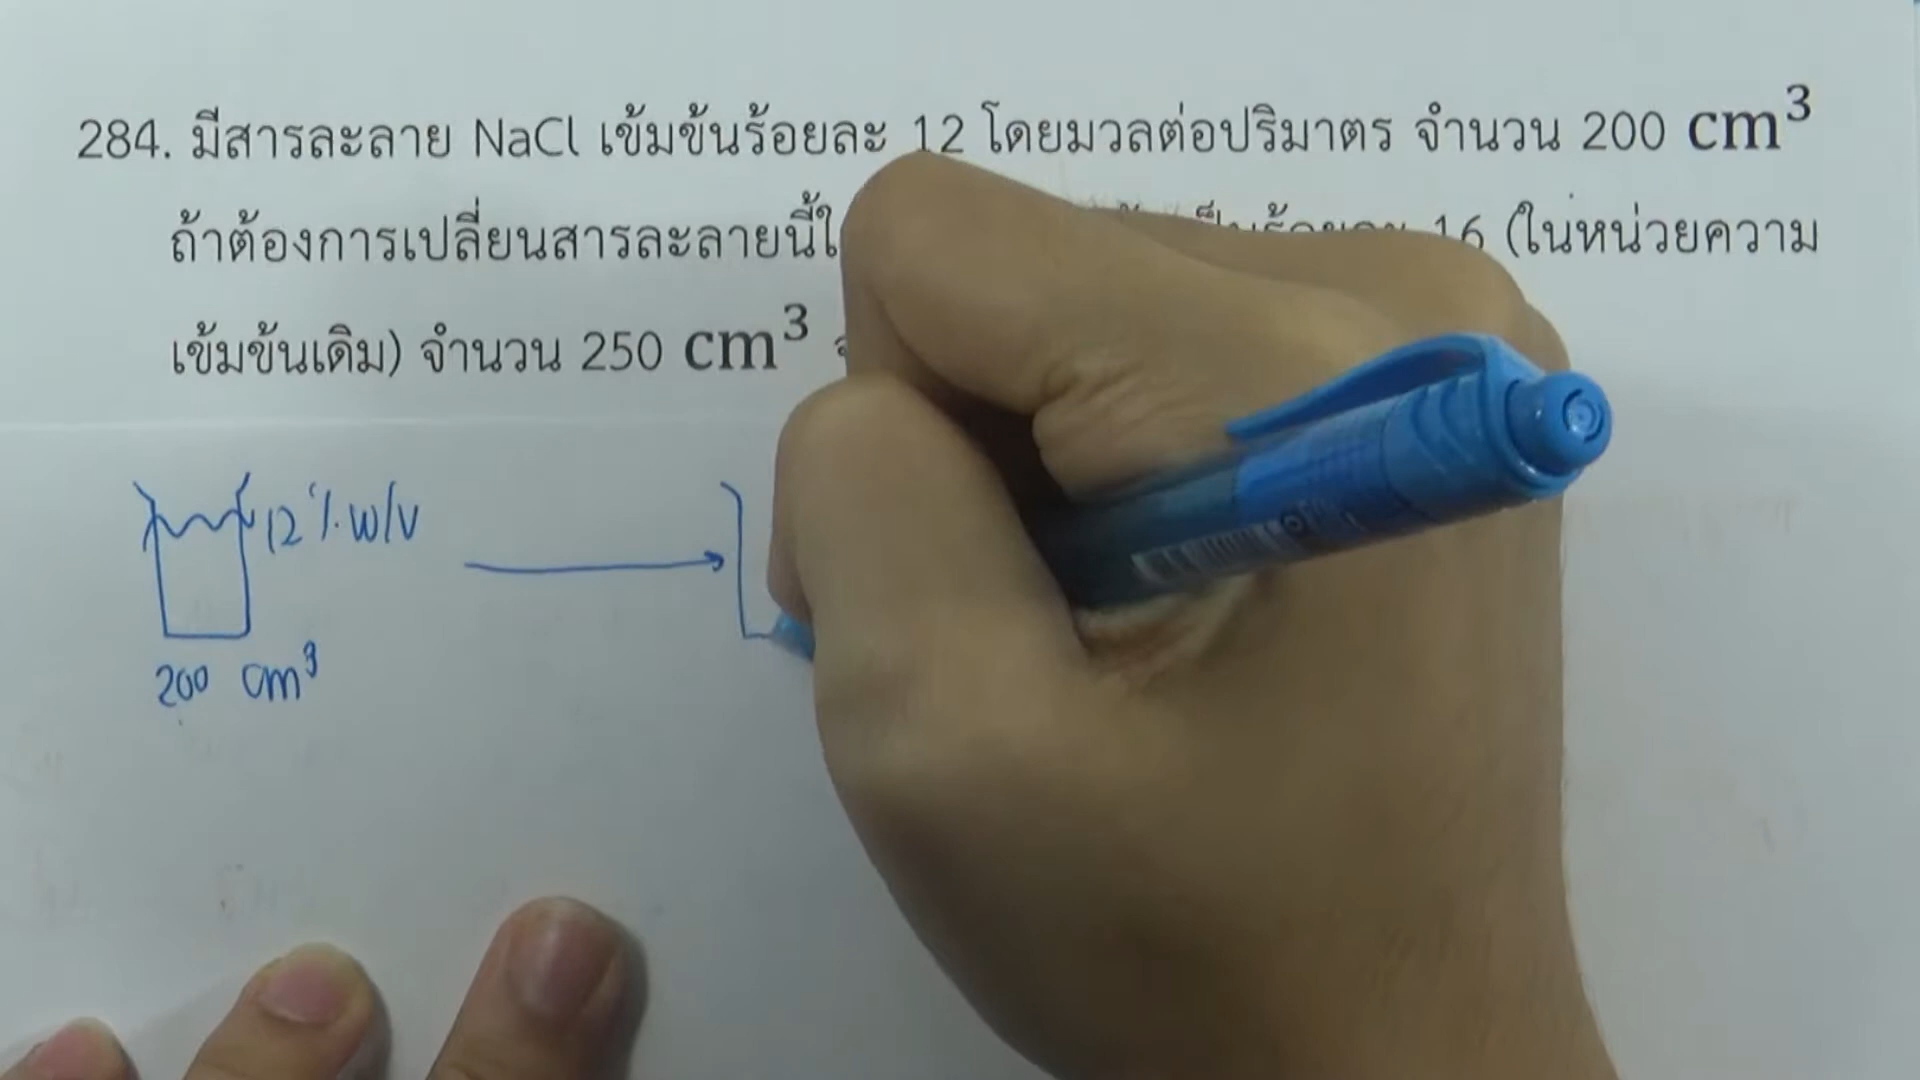 284. มีสารละลาย NaCl เข้มข้นร้อยละ 12 โดยมวลต่อปริมาตร จำนวน 200 cm³
ถ้าต้องการเปลี่ยนสารละลายนี้ 16 (ในหน่วยความ
เข้มข้นเดิม) จำนวน 250 cm³
12 % w/v
200 cm³